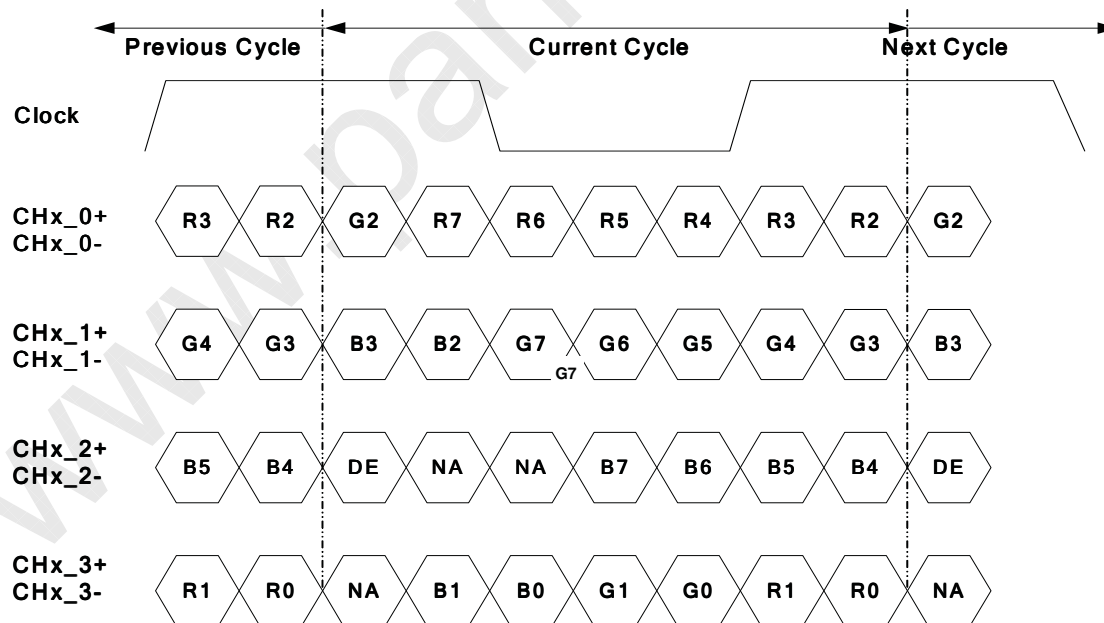 Previous Cycle Current Cycle Next Cycle
Clock
CHx_0+
CHx_0-
R3 R2 G2 R7 R6 R5 R4 R3 R2 G2
CHx_1+
CHx_1-
G4 G3 B3 B2 G7 G6 G5 G4 G3 B3
G7
CHx_2+
CHx_2-
B5 B4 DE NA NA B7 B6 B5 B4 DE
CHx_3+
CHx_3-
R1 R0 NA B1 B0 G1 G0 R1 R0 NA
www.pan